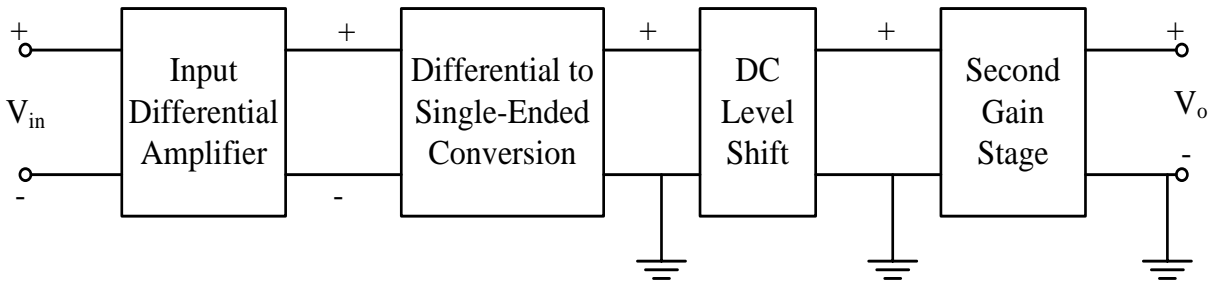 + + + + +
Input
Differential
Amplifier
Differential to
Single-Ended
Conversion
DC
Level
Shift
Second
Gain
Stage
V_in
V_o
- - -